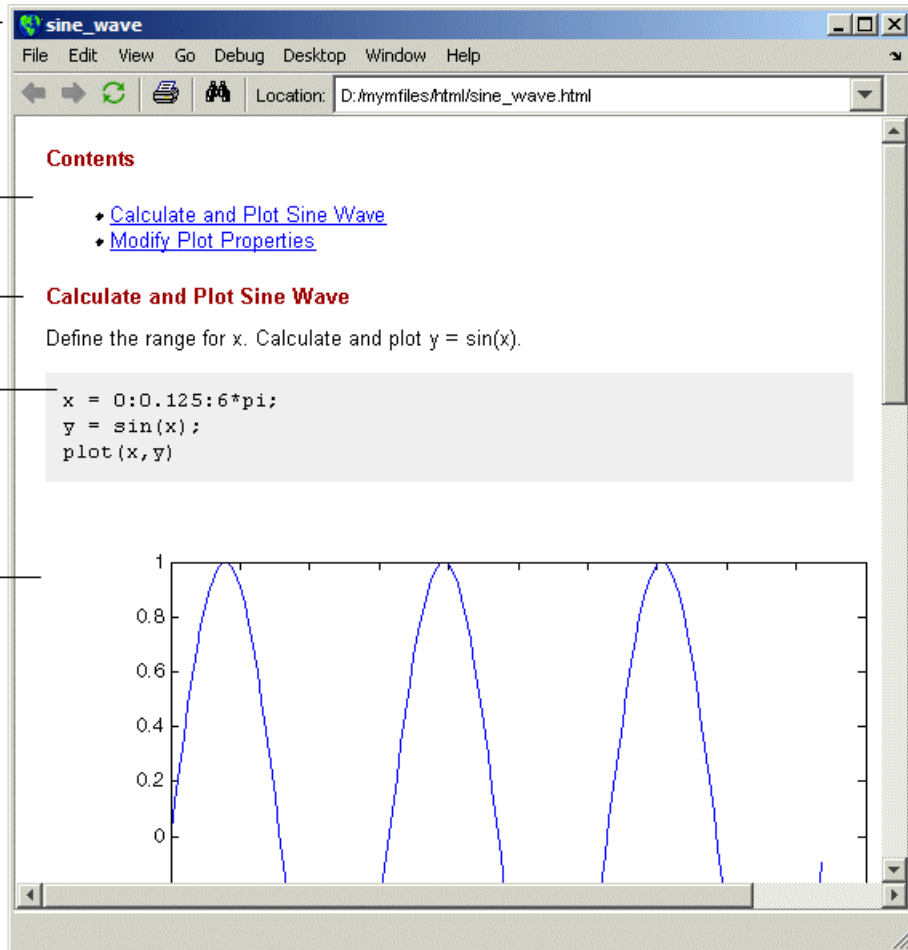 sine_wave
File Edit View Go Debug Desktop Window Help
Location: D:/mymfiles/html/sine_wave.html
Contents
Calculate and Plot Sine Wave
Modify Plot Properties
Calculate and Plot Sine Wave
Define the range for x. Calculate and plot y = sin(x).
x = 0:0.125:6*pi;
y = sin(x);
plot(x,y)
1
0.8
0.6
0.4
0.2
0